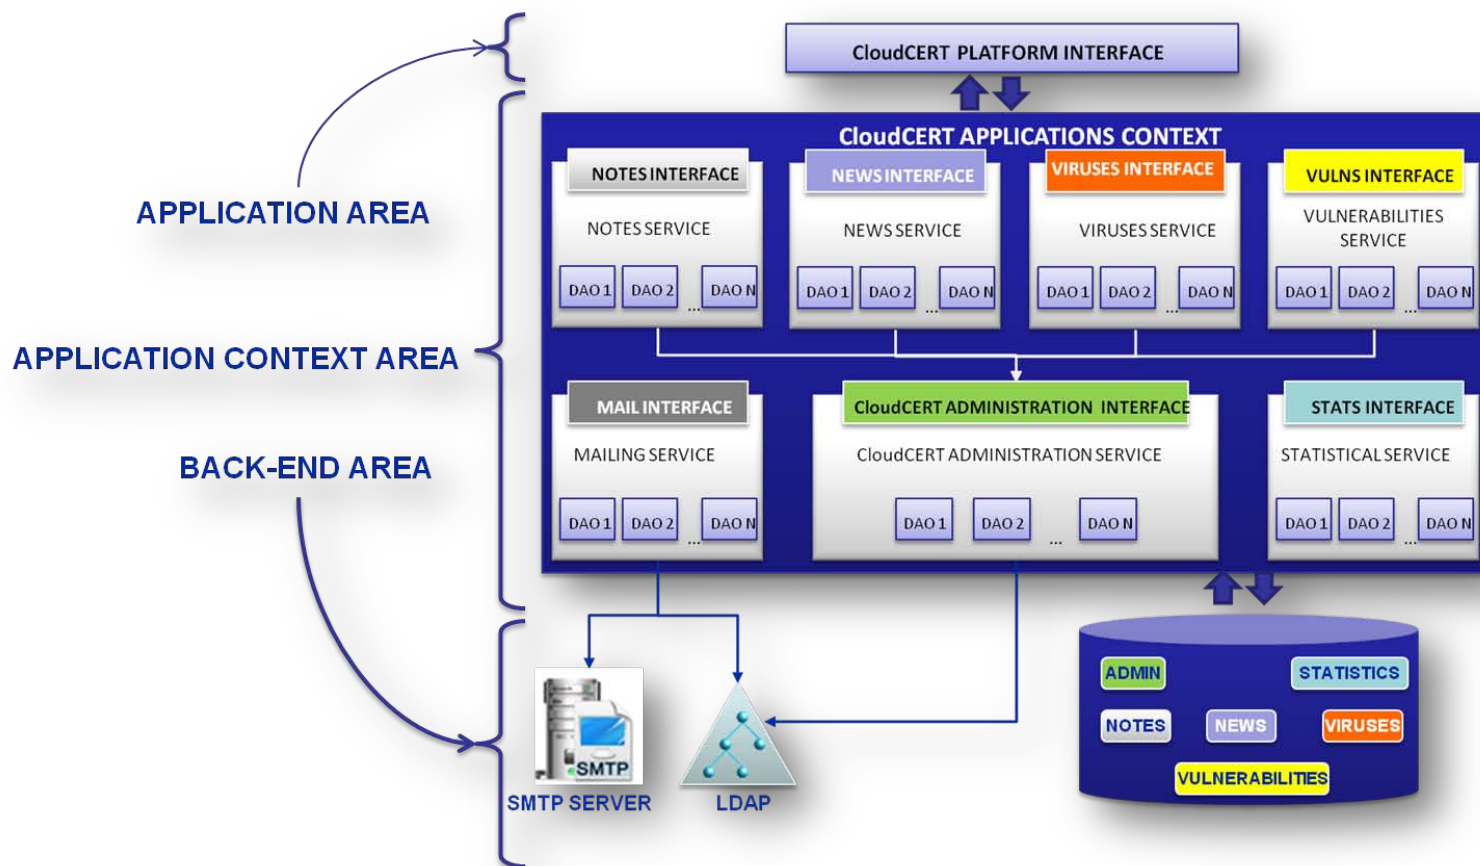 CloudCERT PLATFORM INTERFACE
APPLICATION AREA
APPLICATION CONTEXT AREA
BACK-END AREA
CloudCERT APPLICATIONS CONTEXT
NOTES INTERFACE
NOTES SERVICE
DAO 1 DAO 2 ... DAO N
NEWS INTERFACE
NEWS SERVICE
DAO 1 DAO 2 ... DAO N
VIRUSES INTERFACE
VIRUSES SERVICE
DAO 1 DAO 2 ... DAO N
VULNS INTERFACE
VULNERABILITIES
SERVICE
DAO 1 DAO 2 ... DAO N
MAIL INTERFACE
MAILING SERVICE
DAO 1 DAO 2 ... DAO N
CloudCERT ADMINISTRATION INTERFACE
CloudCERT ADMINISTRATION SERVICE
DAO 1 DAO 2 ... DAO N
STATS INTERFACE
STATISTICAL SERVICE
DAO 1 DAO 2 ... DAO N
SMTP
SMTP SERVER
LDAP
ADMIN
STATISTICS
NOTES
NEWS
VIRUSES
VULNERABILITIES